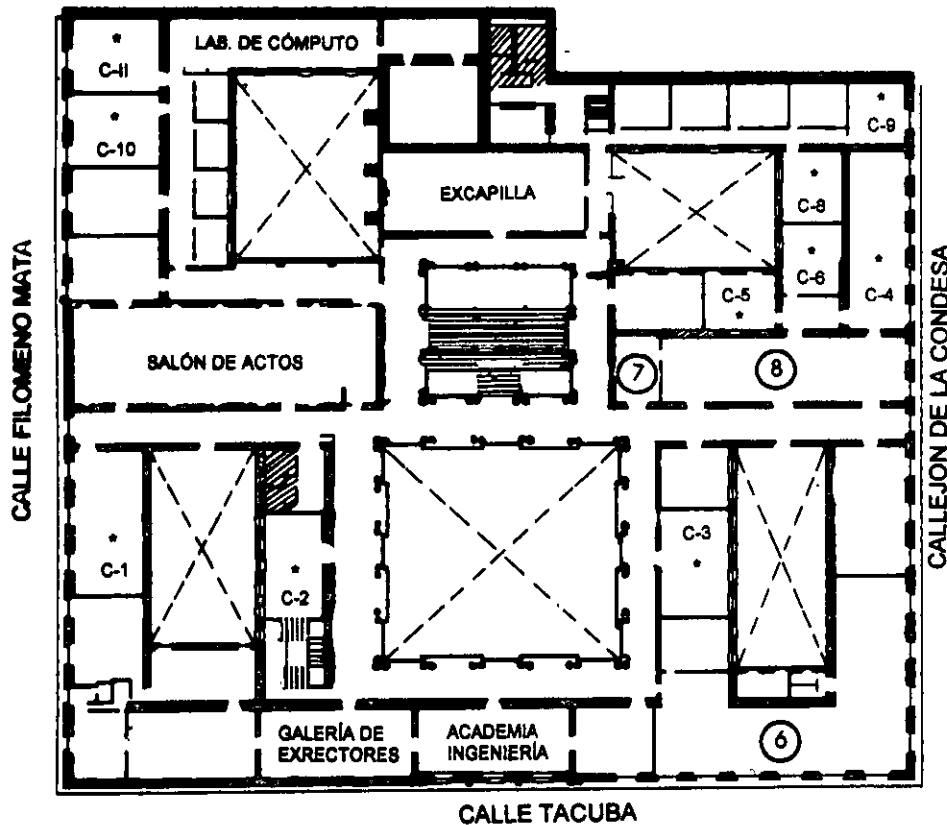 LAB. DE CÓMPUTO
*
C-11
*
C-10
*
C-9
EXCAPILLA
*
C-8
*
C-6
*
C-4
C-5
*
CALLE FILOMENO MATA
CALLEJON DE LA CONDESA
SALÓN DE ACTOS
7
8
*
C-1
*
C-2
C-3
*
GALERÍA DE
EXRECTORES
ACADEMIA
INGENIERÍA
6
CALLE TACUBA